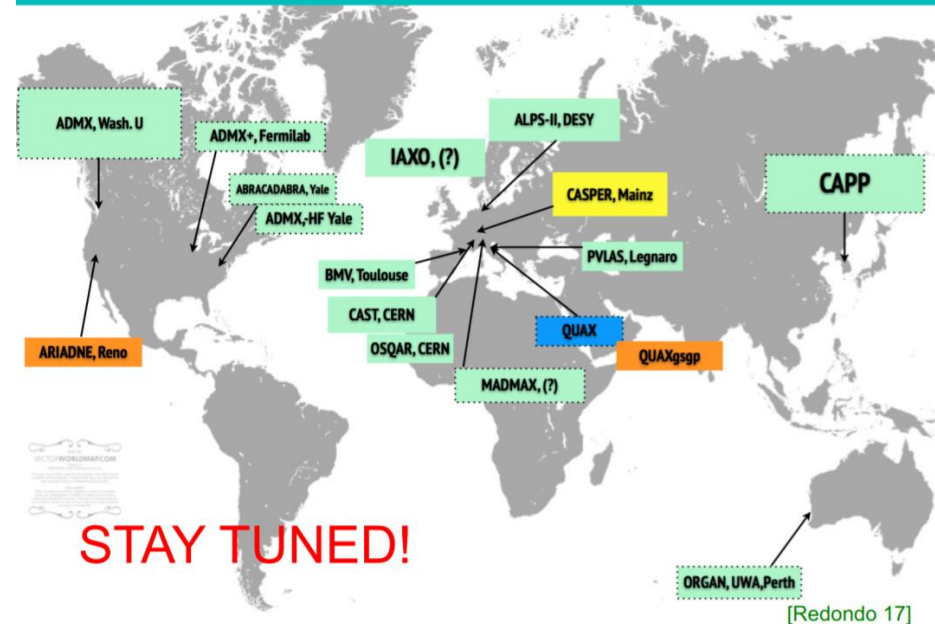 ADMX, Wash. U
ADMX+, Fermilab
ABRACADABRA, Yale
ADMX,-HF Yale
ALPS-II, DESY
IAXO, (?)
CASPER, Mainz
CAPP
BMV, Toulouse
PVLAS, Legnaro
CAST, CERN
OSQAR, CERN
QUAX
ARIADNE, Reno
QUAXgsgp
MADMAX, (?)
VECTORWORLDMAP.COM
STAY TUNED!
ORGAN, UWA,Perth
[Redondo 17]